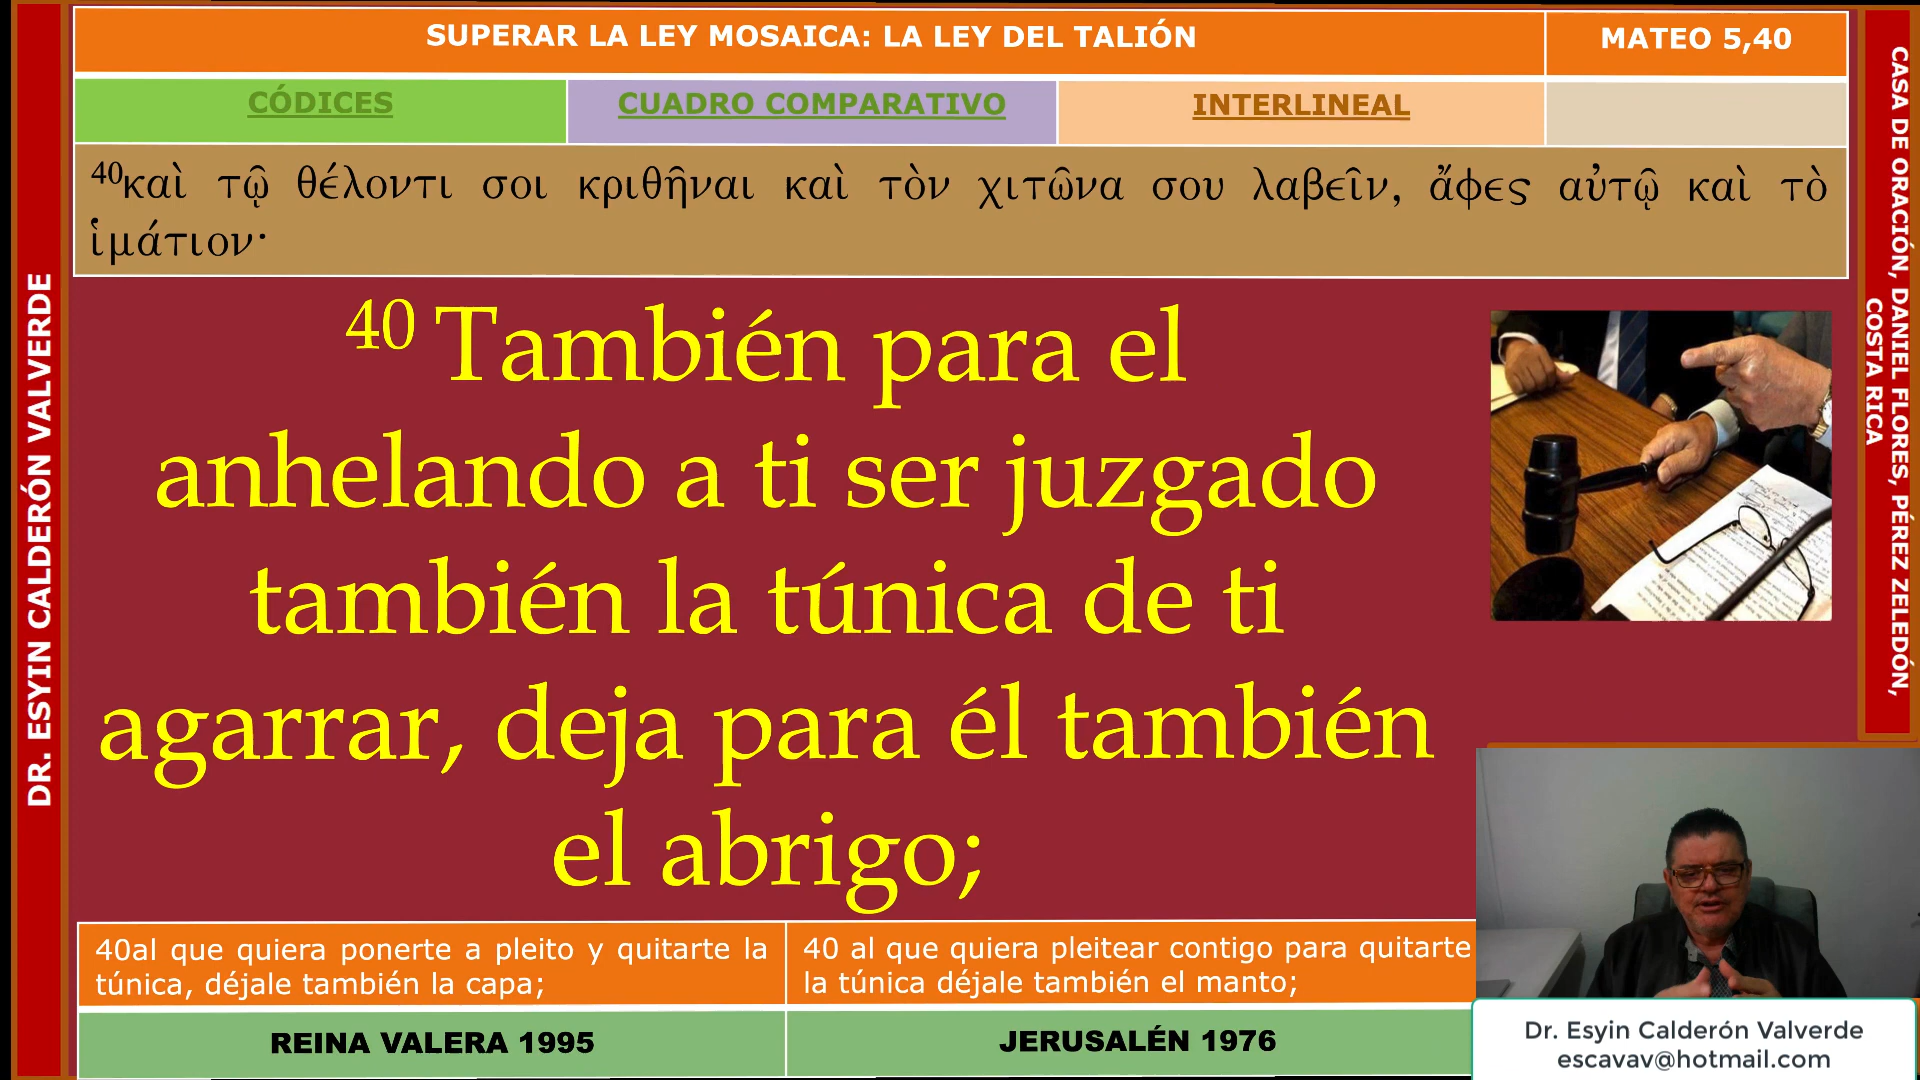 SUPERAR LA LEY MOSAICA: LA LEY DEL TALIÓN
MATEO 5,40
CÓDICES
CUADRO COMPARATIVO
INTERLINEAL
⁴⁰καὶ τῷ θέλοντι σοι κριθῆναι καὶ τὸν χιτῶνα σου λαβεῖν, ἄφες αὐτῷ καὶ τὸ
ἱμάτιον·
40 También para el
anhelando a ti ser juzgado
también la túnica de ti
agarrar, deja para él también
el abrigo;
40al que quiera ponerte a pleito y quitarte la
túnica, déjale también la capa;
40 al que quiera pleitear contigo para quitarte
la túnica déjale también el manto;
REINA VALERA 1995
JERUSALÉN 1976
DR. ESYIN CALDERÓN VALVERDE
CASA DE ORACIÓN, DANIEL FLORES, PÉREZ ZELEDÓN,
COSTA RICA
Dr. Esyin Calderón Valverde
escavav@hotmail.com